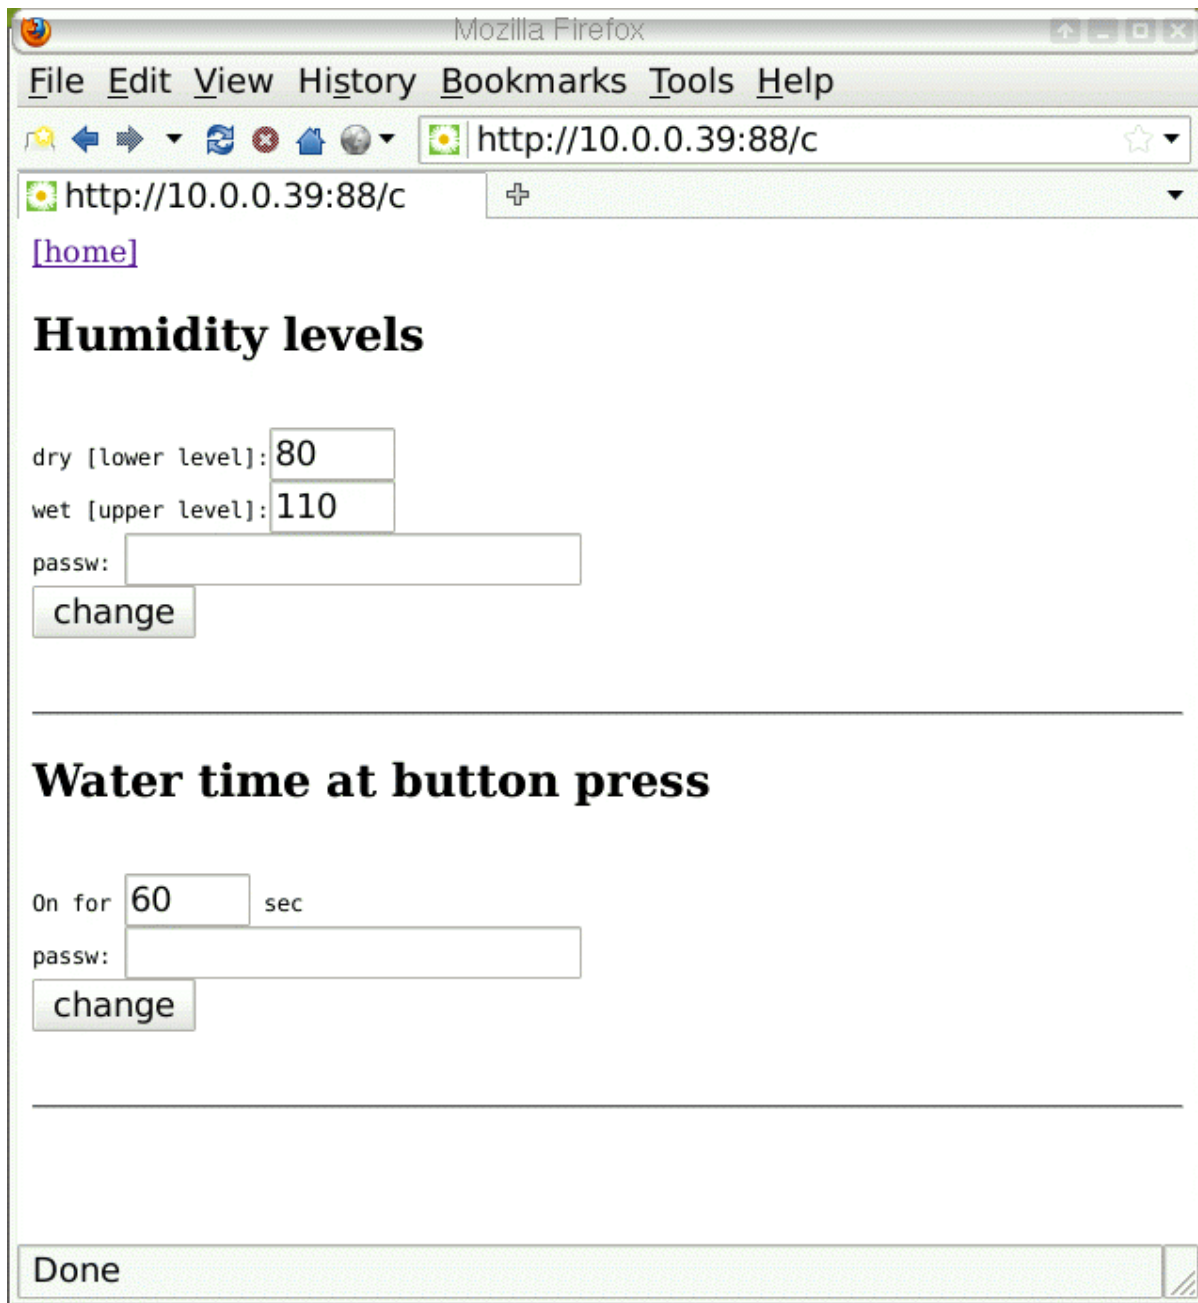 Mozilla Firefox
File Edit View History Bookmarks Tools Help
http://10.0.0.39:88/c
http://10.0.0.39:88/c
[home]
Humidity levels
dry [lower level]: 80
wet [upper level]: 110
passw:
change
Water time at button press
On for 60 sec
passw:
change
Done